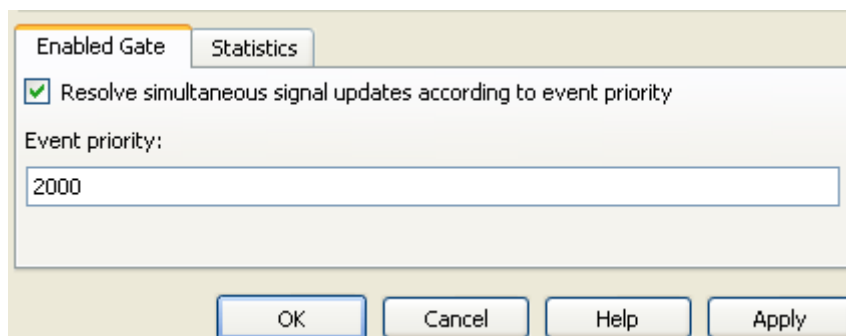 Enabled Gate Statistics
Resolve simultaneous signal updates according to event priority
Event priority:
2000
OK Cancel Help Apply